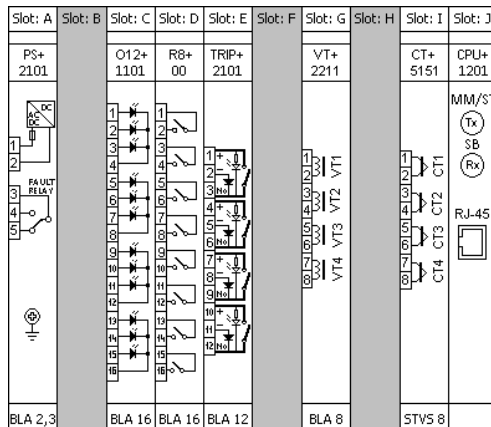 Slot: A Slot: B Slot: C Slot: D Slot: E Slot: F Slot: G Slot: H Slot: I Slot: J
PS+ O12+ R8+ TRIP+ VT+ CT+ CPU+
2101 1101 00 2101 2211 5151 1201
AC
DC
DC
1
2
FAULT
RELAY
3
4
5
1
2
3
4
5
6
7
8
9
10
11
12
13
14
15
16
1
2
3
4
5
6
7
8
9
10
11
12
13
14
15
16
1 +
2 -
3 No
4 +
5 -
6 No
7 +
8 -
9 No
10 +
11 -
12 No
1
2
3
4
5
6
7
8
VT1
VT2
VT3
VT4
1
2
3
4
5
6
7
8
CT1
CT2
CT3
CT4
MM/ST
Tx
SB
Rx
RJ-45
BLA 2,3 BLA 16 BLA 16 BLA 12 BLA 8 STVS 8